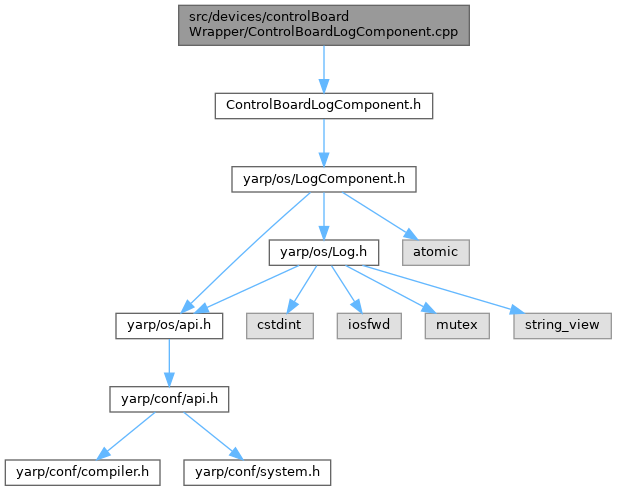 src/devices/controlBoard
Wrapper/ControlBoardLogComponent.cpp
ControlBoardLogComponent.h
yarp/os/LogComponent.h
yarp/os/Log.h
atomic
yarp/os/api.h
cstdint
iosfwd
mutex
string_view
yarp/conf/api.h
yarp/conf/compiler.h
yarp/conf/system.h